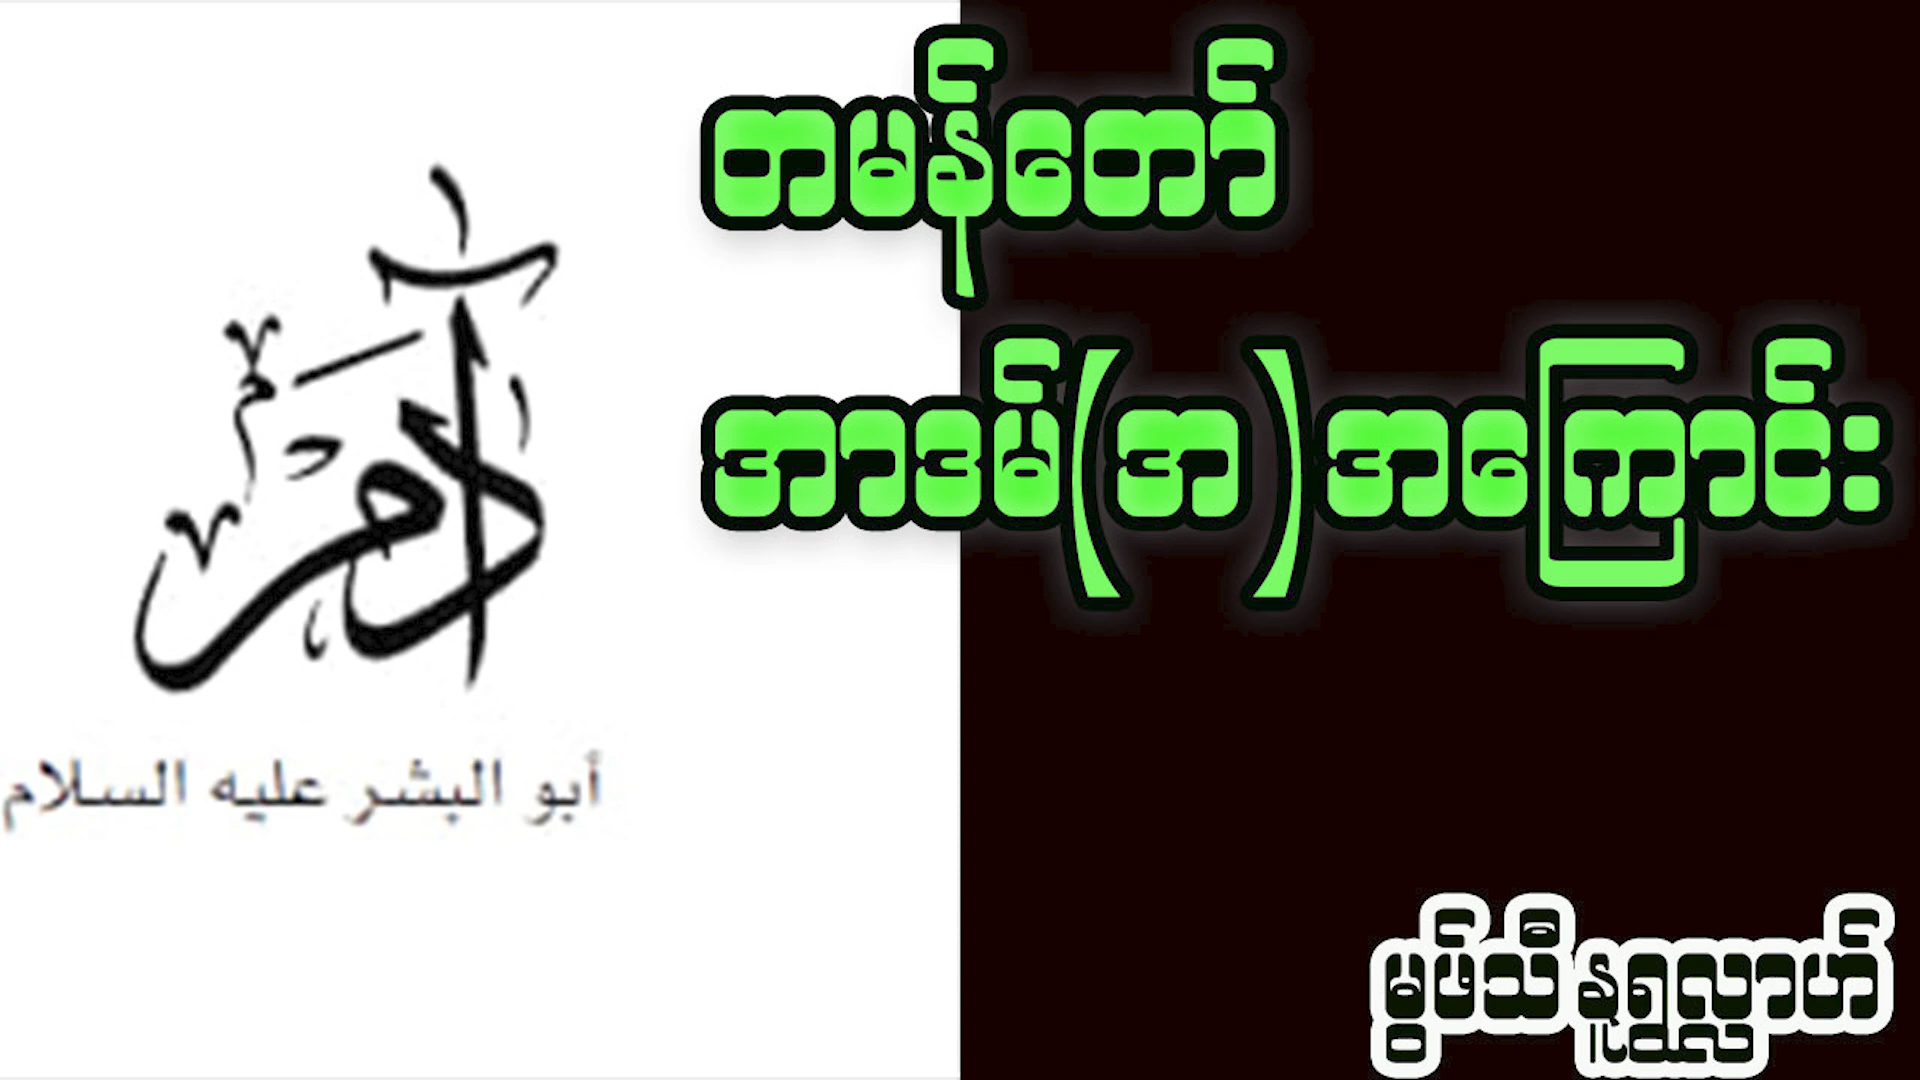 တမန်တော်
အာဒမ်(အ )အကြောင်း
آدم
أبو البشر عليه السلام
မွဖ်သီ နူရုလ္လာဟ်